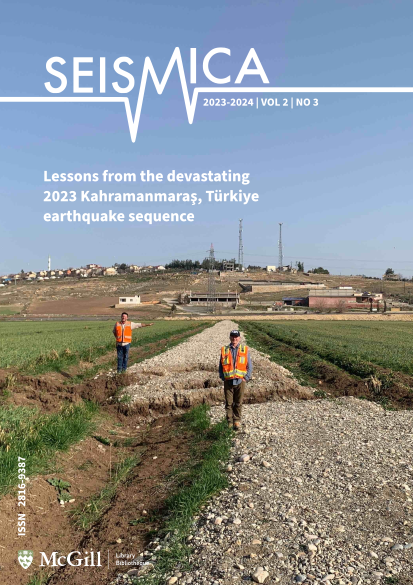 SEISMICA
2023-2024 | VOL 2 | NO 3
Lessons from the devastating
2023 Kahramanmaraş, Türkiye
earthquake sequence
ISSN 2816-9387
McGill
Library
Bibliothèque